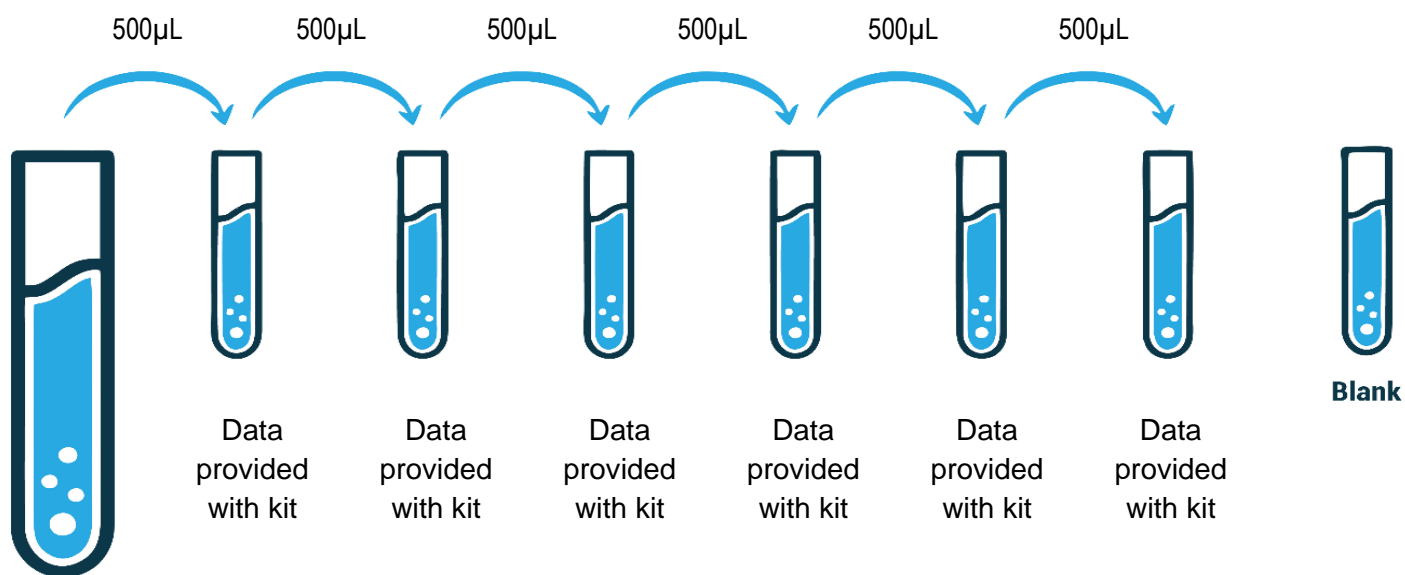 500µL 500µL 500µL 500µL 500µL 500µL
Blank
Data Data Data Data Data Data
provided provided provided provided provided provided
with kit with kit with kit with kit with kit with kit